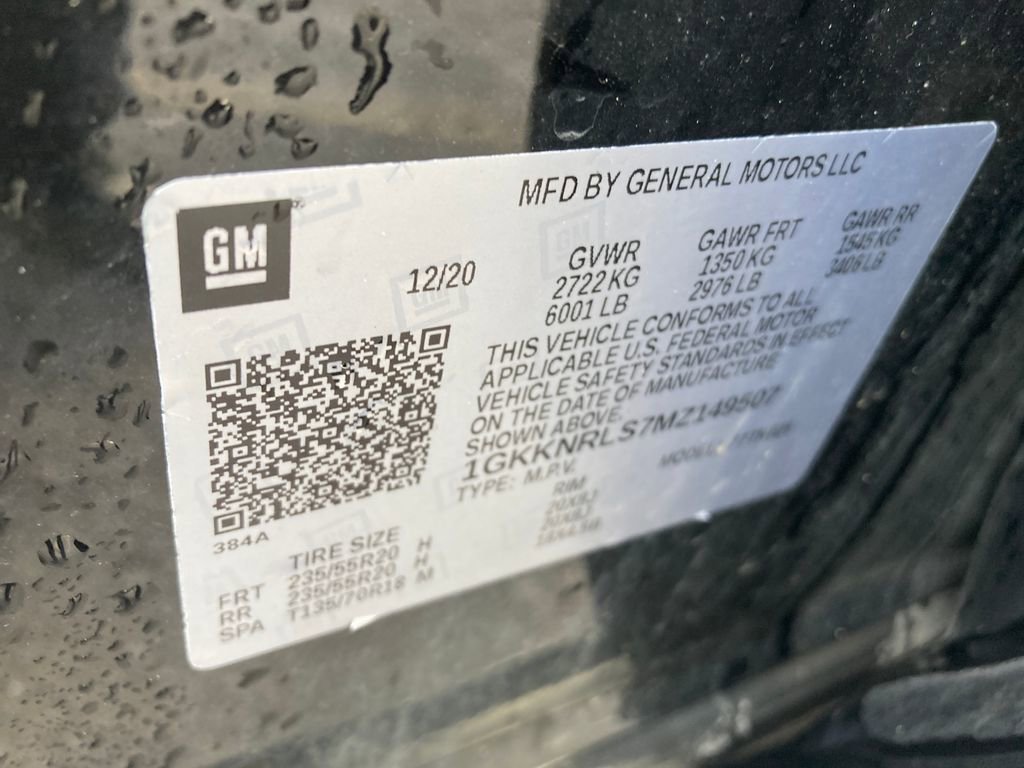 GM
MFD BY GENERAL MOTORS LLC
12/20
GVWR GAWR FRT GAWR RR
2722 KG 1350 KG 1545 KG
6001 LB 2976 LB 3406 LB
THIS VEHICLE CONFORMS TO ALL
APPLICABLE U.S. FEDERAL MOTOR
VEHICLE SAFETY STANDARDS IN EFFECT
ON THE DATE OF MANUFACTURE
SHOWN ABOVE.
1GKKNRLS7MZ149507
TYPE: M.P.V. MODEL:
384A
TIRE SIZE RIM
FRT 235/55R20 H 20X8J
RR 235/55R20 H 20X8J
SPA T135/70R18 M